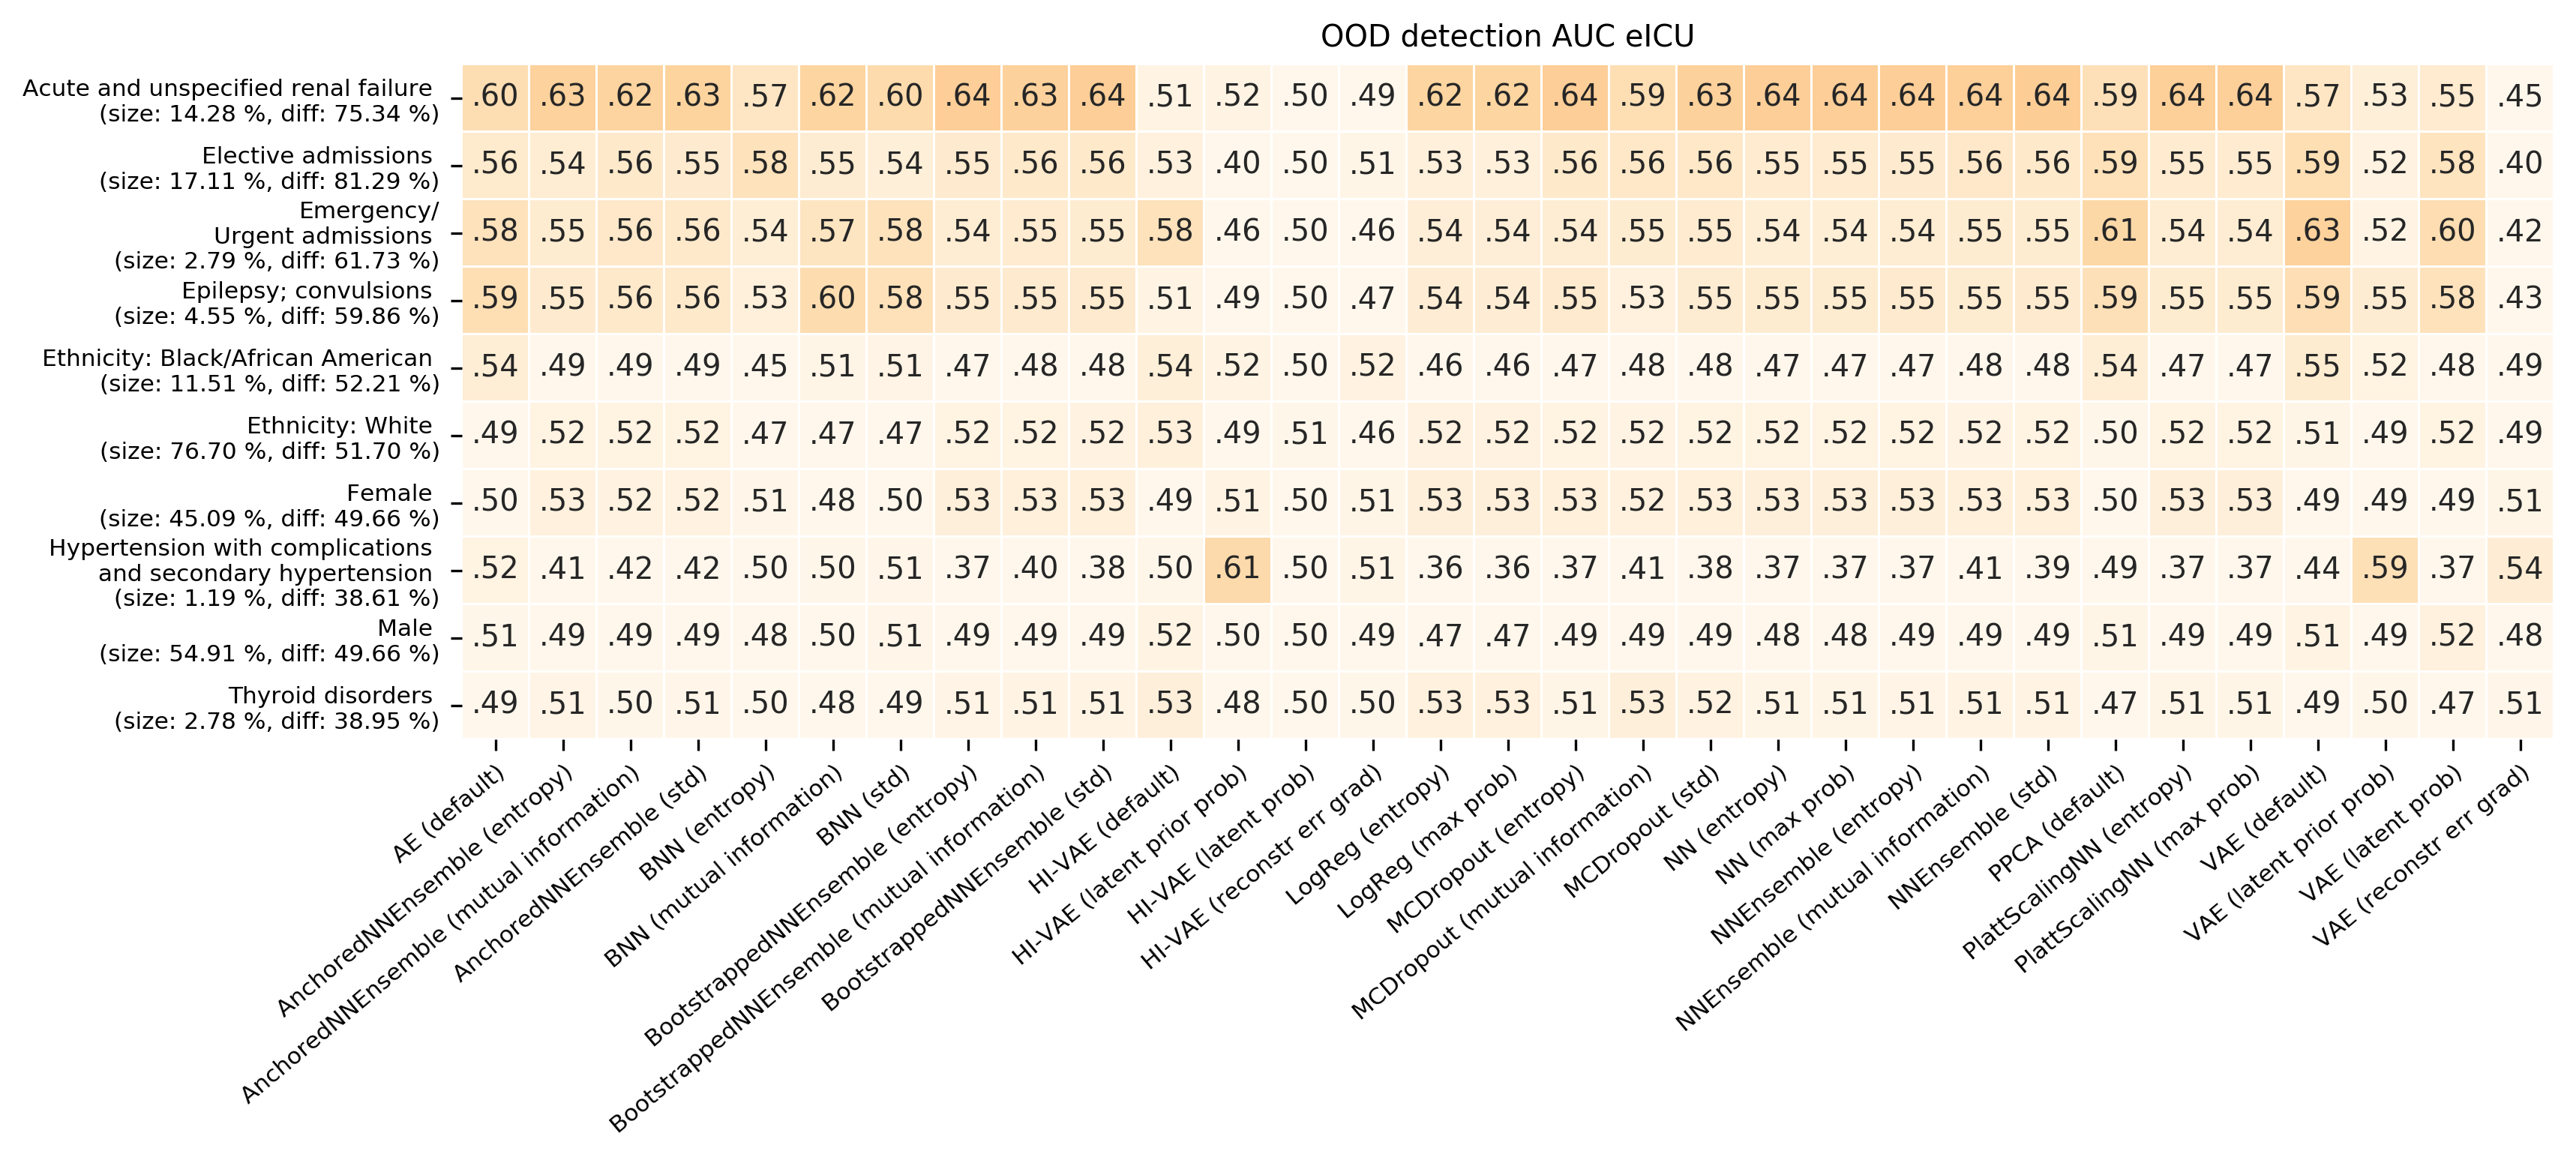 OOD detection AUC eICU
Acute and unspecified renal failure
(size: 14.28 %, diff: 75.34 %)
.60 .63 .62 .63 .57 .62 .60 .64 .63 .64 .51 .52 .50 .49 .62 .62 .64 .59 .63 .64 .64 .64 .64 .64 .59 .64 .64 .57 .53 .55 .45
Elective admissions
(size: 17.11 %, diff: 81.29 %)
.56 .54 .56 .55 .58 .55 .54 .55 .56 .56 .53 .40 .50 .51 .53 .53 .56 .56 .56 .55 .55 .55 .56 .56 .59 .55 .55 .59 .52 .58 .40
Emergency/
Urgent admissions
(size: 2.79 %, diff: 61.73 %)
.58 .55 .56 .56 .54 .57 .58 .54 .55 .55 .58 .46 .50 .46 .54 .54 .54 .55 .55 .54 .54 .54 .55 .55 .61 .54 .54 .63 .52 .60 .42
Epilepsy; convulsions
(size: 4.55 %, diff: 59.86 %)
.59 .55 .56 .56 .53 .60 .58 .55 .55 .55 .51 .49 .50 .47 .54 .54 .55 .53 .55 .55 .55 .55 .55 .55 .59 .55 .55 .59 .55 .58 .43
Ethnicity: Black/African American
(size: 11.51 %, diff: 52.21 %)
.54 .49 .49 .49 .45 .51 .51 .47 .48 .48 .54 .52 .50 .52 .46 .46 .47 .48 .48 .47 .47 .47 .48 .48 .54 .47 .47 .55 .52 .48 .49
Ethnicity: White
(size: 76.70 %, diff: 51.70 %)
.49 .52 .52 .52 .47 .47 .47 .52 .52 .52 .53 .49 .51 .46 .52 .52 .52 .52 .52 .52 .52 .52 .52 .52 .50 .52 .52 .51 .49 .52 .49
Female
(size: 45.09 %, diff: 49.66 %)
.50 .53 .52 .52 .51 .48 .50 .53 .53 .53 .49 .51 .50 .51 .53 .53 .53 .52 .53 .53 .53 .53 .53 .53 .50 .53 .53 .49 .49 .49 .51
Hypertension with complications
and secondary hypertension
(size: 1.19 %, diff: 38.61 %)
.52 .41 .42 .42 .50 .50 .51 .37 .40 .38 .50 .61 .50 .51 .36 .36 .37 .41 .38 .37 .37 .37 .41 .39 .49 .37 .37 .44 .59 .37 .54
Male
(size: 54.91 %, diff: 49.66 %)
.51 .49 .49 .49 .48 .50 .51 .49 .49 .49 .52 .50 .50 .49 .47 .47 .49 .49 .49 .48 .48 .49 .49 .49 .51 .49 .49 .51 .49 .52 .48
Thyroid disorders
(size: 2.78 %, diff: 38.95 %)
.49 .51 .50 .51 .50 .48 .49 .51 .51 .51 .53 .48 .50 .50 .53 .53 .51 .53 .52 .51 .51 .51 .51 .51 .47 .51 .51 .49 .50 .47 .51
AE (default)
AnchoredNNEnsemble (entropy)
AnchoredNNEnsemble (mutual information)
AnchoredNNEnsemble (std)
BNN (entropy)
BNN (mutual information)
BNN (std)
BootstrappedNNEnsemble (entropy)
BootstrappedNNEnsemble (mutual information)
BootstrappedNNEnsemble (std)
HI-VAE (default)
HI-VAE (latent prior prob)
HI-VAE (latent prob)
HI-VAE (reconstr err grad)
LogReg (entropy)
LogReg (max prob)
MCDropout (entropy)
MCDropout (mutual information)
MCDropout (std)
NN (entropy)
NN (max prob)
NNEnsemble (entropy)
NNEnsemble (mutual information)
NNEnsemble (std)
PPCA (default)
PlattScalingNN (entropy)
PlattScalingNN (max prob)
VAE (default)
VAE (latent prior prob)
VAE (latent prob)
VAE (reconstr err grad)